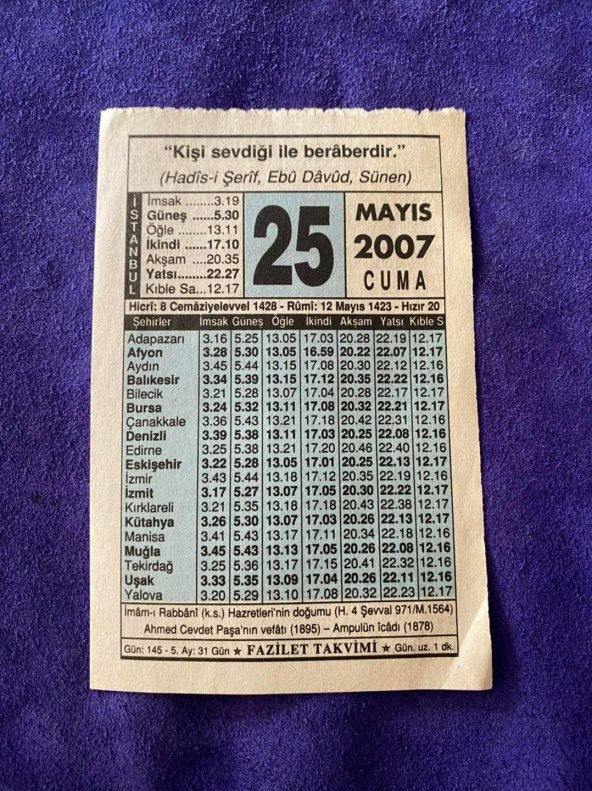 “Kişi sevdiği ile berâberdir.”
(Hadîs-i Şerîf, Ebû Dâvûd, Sünen)
İSTANBUL
İmsak ........3.19
Güneş ......5.30
Öğle ........13.11
İkindi ....17.10
Akşam ..20.35
Yatsı.......22.27
Kıble Sa...12.17
25
MAYIS
2007
CUMA
Hicrî: 8 Cemâziyelevvel 1428 - Rûmî: 12 Mayıs 1423 - Hızır 20
Şehirler İmsak Güneş Öğle İkindi Akşam Yatsı Kıble S
Adapazarı 3.16 5.25 13.05 17.03 20.28 22.19 12.17
Afyon 3.28 5.30 13.05 16.59 20.22 22.07 12.17
Aydın 3.45 5.44 13.15 17.08 20.30 22.12 12.16
Balıkesir 3.34 5.39 13.15 17.12 20.35 22.22 12.16
Bilecik 3.21 5.28 13.07 17.04 20.28 22.17 12.17
Bursa 3.24 5.32 13.11 17.08 20.32 22.21 12.17
Çanakkale 3.36 5.43 13.21 17.18 20.42 22.31 12.16
Denizli 3.39 5.38 13.11 17.03 20.25 22.08 12.16
Edirne 3.25 5.38 13.21 17.20 20.46 22.40 12.16
Eskişehir 3.22 5.28 13.05 17.01 20.25 22.13 12.17
İzmir 3.43 5.44 13.18 17.12 20.35 22.19 12.16
İzmit 3.17 5.27 13.07 17.05 20.30 22.22 12.17
Kırklareli 3.21 5.35 13.18 17.18 20.43 22.38 12.17
Kütahya 3.26 5.30 13.07 17.03 20.26 22.13 12.17
Manisa 3.41 5.43 13.17 17.11 20.34 22.18 12.16
Muğla 3.45 5.43 13.13 17.05 20.26 22.08 12.16
Tekirdağ 3.25 5.36 13.17 17.15 20.41 22.32 12.16
Uşak 3.33 5.35 13.09 17.04 20.26 22.11 12.16
Yalova 3.20 5.29 13.10 17.08 20.32 22.23 12.17
İmâm-ı Rabbânî (k.s.) Hazretleri'nin doğumu (H. 4 Şevval 971/M.1564)
Ahmed Cevdet Paşa'nın vefâtı (1895) – Ampulün îcâdı (1878)
Gün: 145 - 5. Ay: 31 Gün ★ FAZİLET TAKVİMİ ★ Gün. uz. 1 dk.